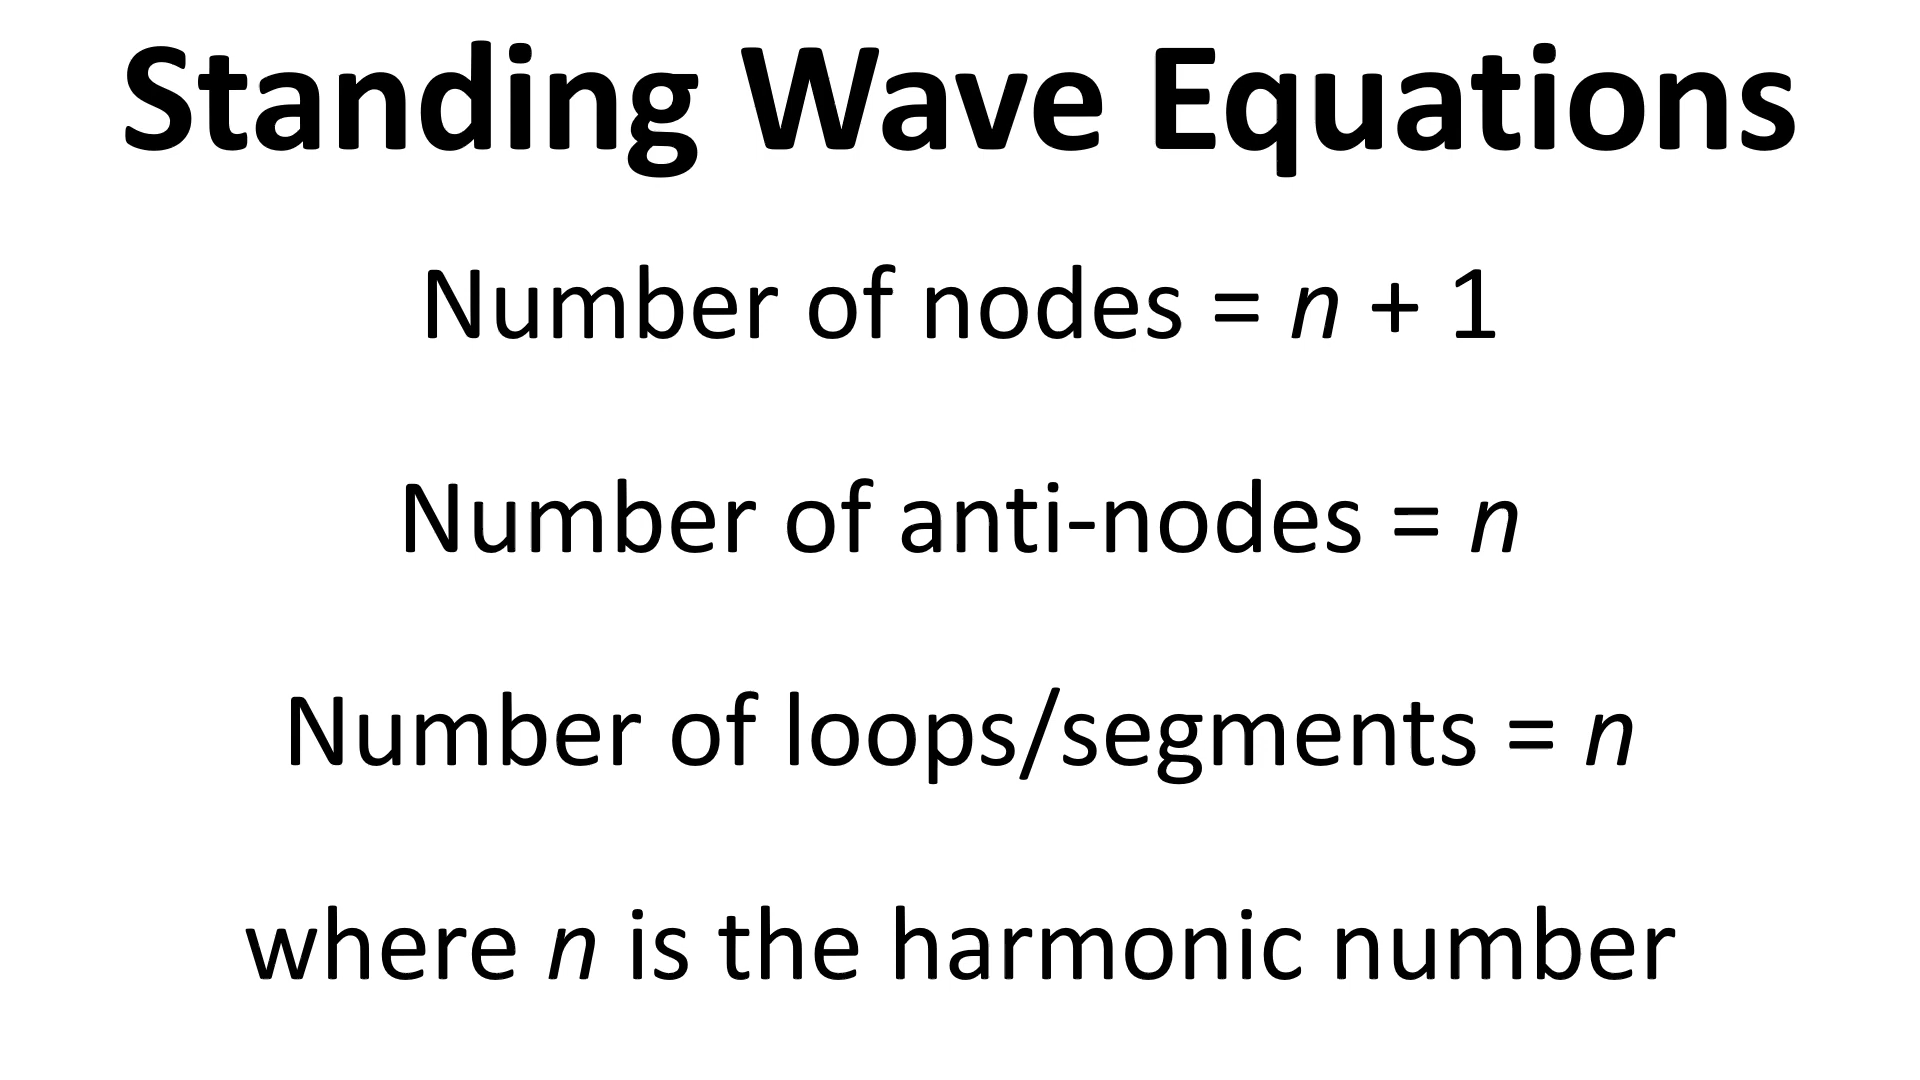 Standing Wave Equations
Number of nodes = n + 1
Number of anti-nodes = n
Number of loops/segments = n
where n is the harmonic number